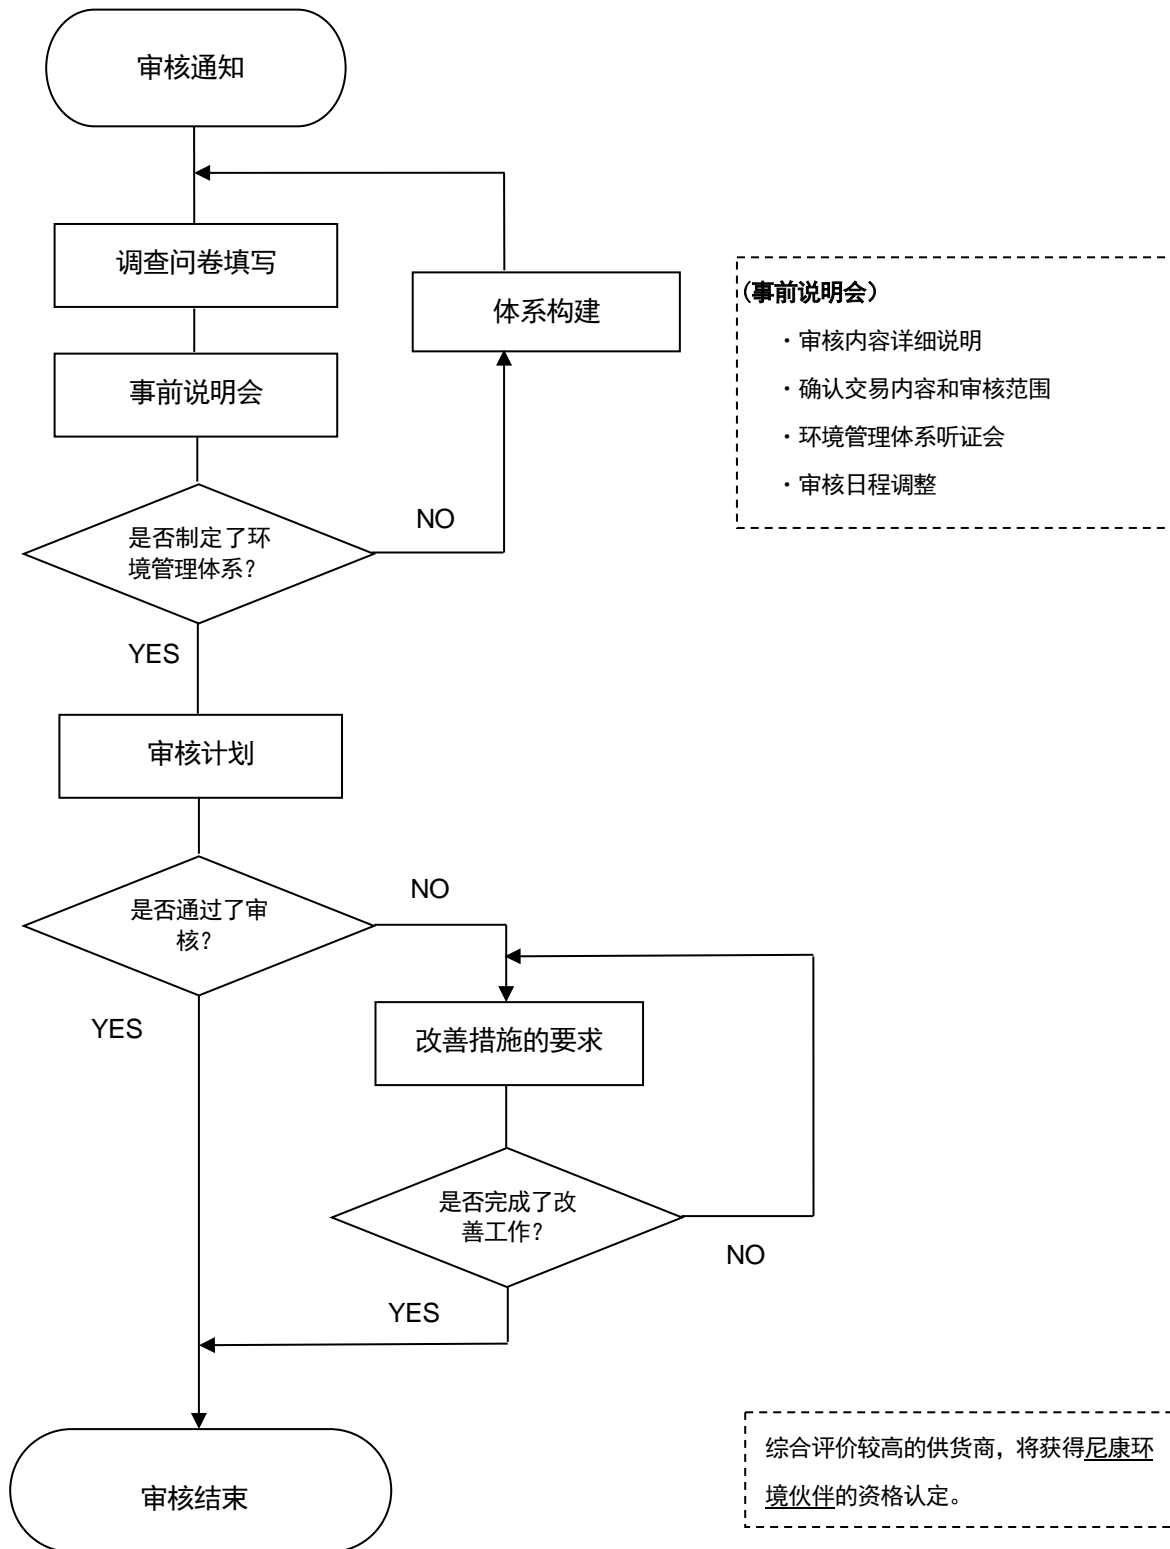 审核通知
调查问卷填写
体系构建
(事前说明会)
・审核内容详细说明
・确认交易内容和审核范围
・环境管理体系听证会
・审核日程调整
事前说明会
是否制定了环
境管理体系？
NO
YES
审核计划
是否通过了审
核？
NO
YES
改善措施的要求
是否完成了改
善工作？
NO
YES
审核结束
综合评价较高的供货商，将获得尼康环
境伙伴的资格认定。